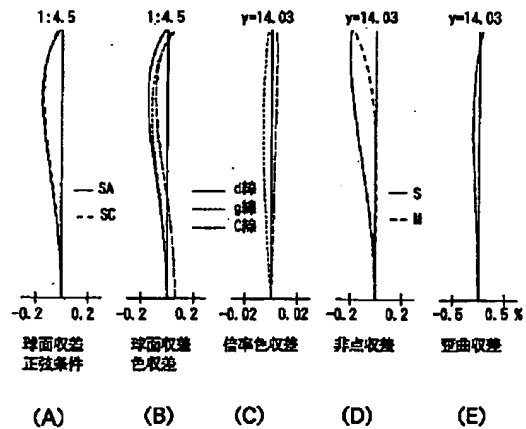 1:4.5 1:4.5 y=14.03 y=14.03 y=14.03
SA
SC
d線
g線
C線
S
M
-0.2 0.2 -0.2 0.2 -0.02 0.02 -0.2 0.2 -0.5 0.5 %
球面収差 球面収差 倍率色収差 非点収差 歪曲収差
正弦条件 色収差
(A) (B) (C) (D) (E)